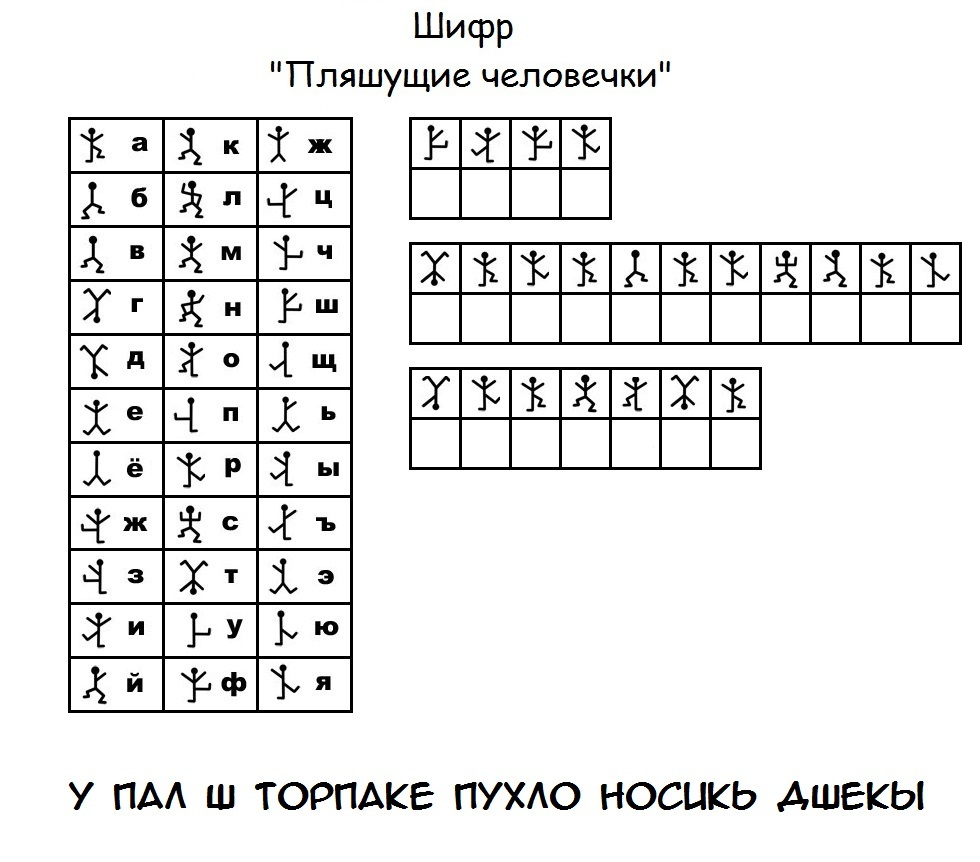 Шифр
"Пляшущие человечки"
а к ж
б л ц
в м ч
г н ш
д о щ
е п ь
ё р ы
ж с ъ
з т э
и у ю
й ф я
У ПАЛ Ш ТОРПАКЕ ПУХЛО НОСИКЬ ДШЕКЫ